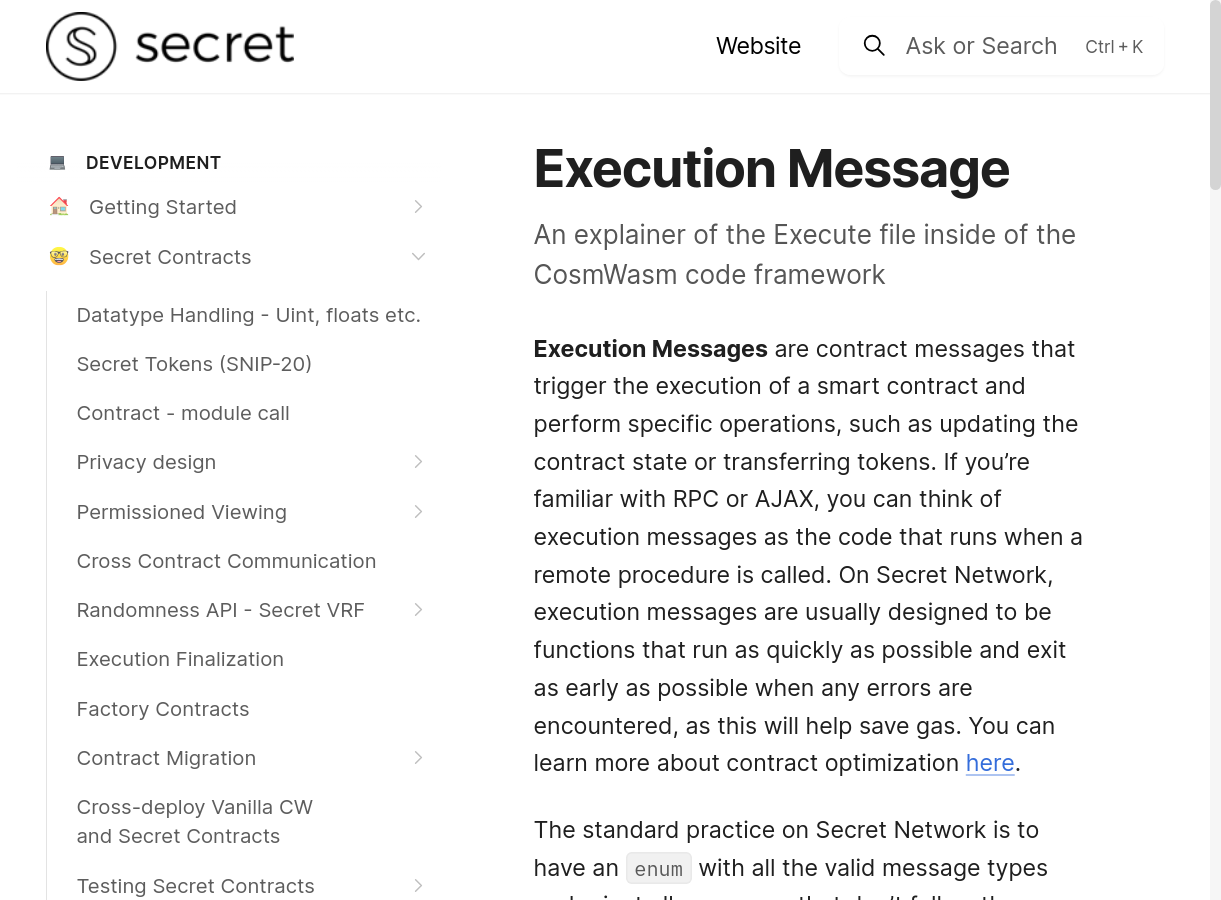 secret
Website
Ask or Search
Ctrl + K
DEVELOPMENT
Getting Started
Secret Contracts
Datatype Handling - Uint, floats etc.
Secret Tokens (SNIP-20)
Contract - module call
Privacy design
Permissioned Viewing
Cross Contract Communication
Randomness API - Secret VRF
Execution Finalization
Factory Contracts
Contract Migration
Cross-deploy Vanilla CW
and Secret Contracts
Testing Secret Contracts
Execution Message
An explainer of the Execute file inside of the
CosmWasm code framework
Execution Messages are contract messages that
trigger the execution of a smart contract and
perform specific operations, such as updating the
contract state or transferring tokens. If you’re
familiar with RPC or AJAX, you can think of
execution messages as the code that runs when a
remote procedure is called. On Secret Network,
execution messages are usually designed to be
functions that run as quickly as possible and exit
as early as possible when any errors are
encountered, as this will help save gas. You can
learn more about contract optimization here.
The standard practice on Secret Network is to
have an enum with all the valid message types